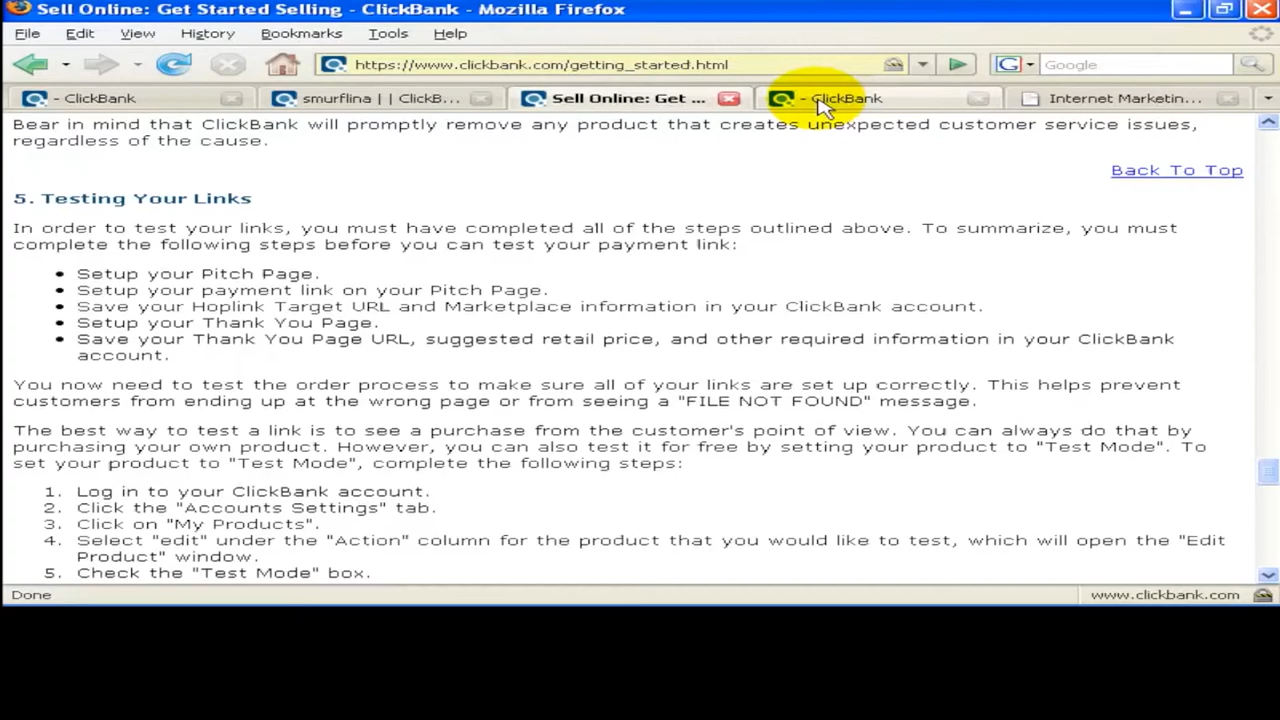 Sell Online: Get Started Selling - ClickBank - Mozilla Firefox
File Edit View History Bookmarks Tools Help
https://www.clickbank.com/getting_started.html
G Google
- ClickBank
smurflina | | ClickB...
Sell Online: Get ...
- ClickBank
Internet Marketin...
Bear in mind that ClickBank will promptly remove any product that creates unexpected customer service issues,
regardless of the cause.
Back To Top
5. Testing Your Links
In order to test your links, you must have completed all of the steps outlined above. To summarize, you must
complete the following steps before you can test your payment link:
• Setup your Pitch Page.
• Setup your payment link on your Pitch Page.
• Save your Hoplink Target URL and Marketplace information in your ClickBank account.
• Setup your Thank You Page.
• Save your Thank You Page URL, suggested retail price, and other required information in your ClickBank
account.
You now need to test the order process to make sure all of your links are set up correctly. This helps prevent
customers from ending up at the wrong page or from seeing a "FILE NOT FOUND" message.
The best way to test a link is to see a purchase from the customer's point of view. You can always do that by
purchasing your own product. However, you can also test it for free by setting your product to "Test Mode". To
set your product to "Test Mode", complete the following steps:
1. Log in to your ClickBank account.
2. Click the "Accounts Settings" tab.
3. Click on "My Products".
4. Select "edit" under the "Action" column for the product that you would like to test, which will open the "Edit
Product" window.
5. Check the "Test Mode" box.
Done
www.clickbank.com